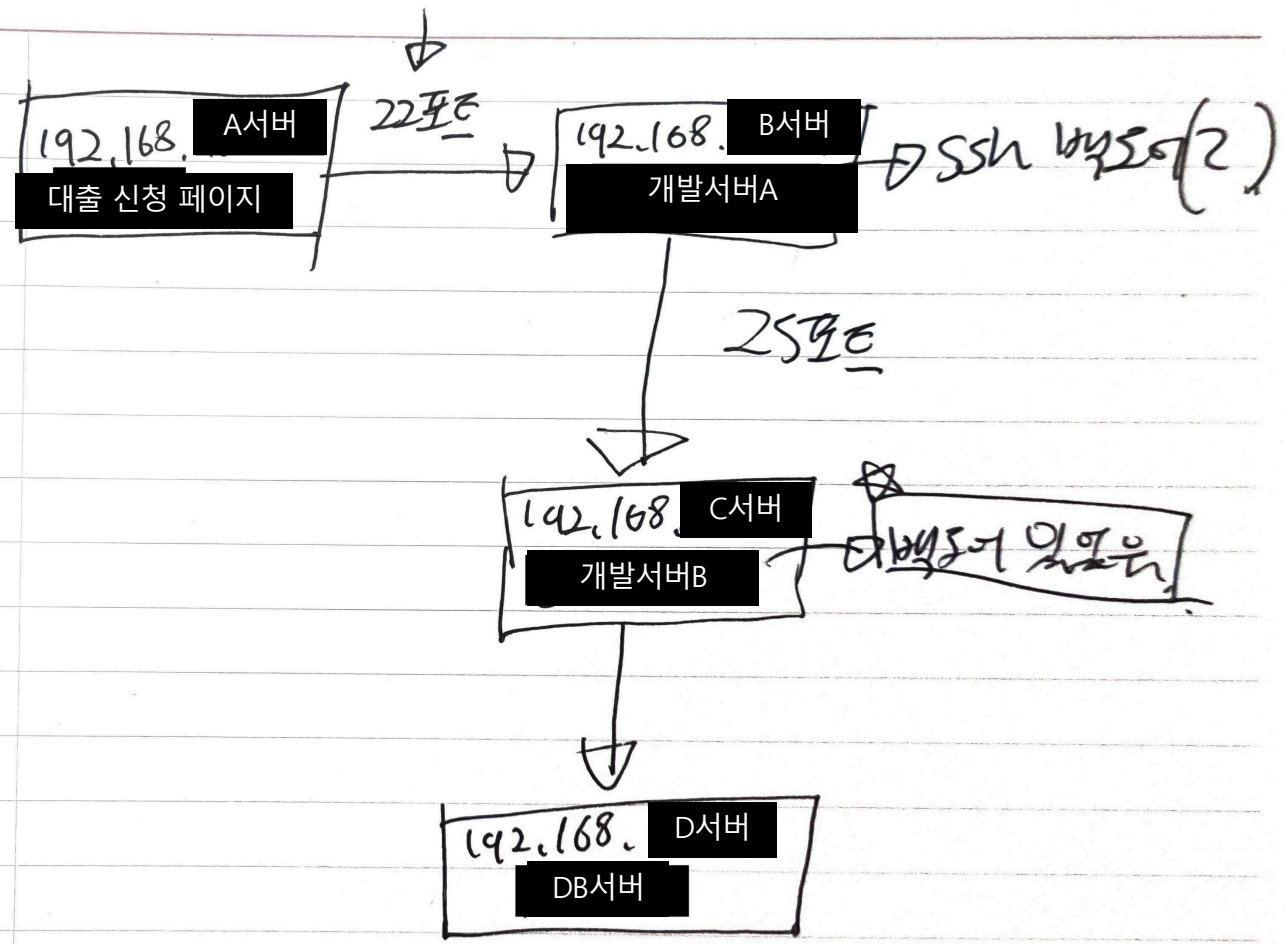 22포트
192.168. A서버
대출 신청 페이지
192.168. B서버
개발서버A
ssh 백도어(?)
25포트
192.168. C서버
개발서버B
백도어 있었음.
192.168. D서버
DB서버